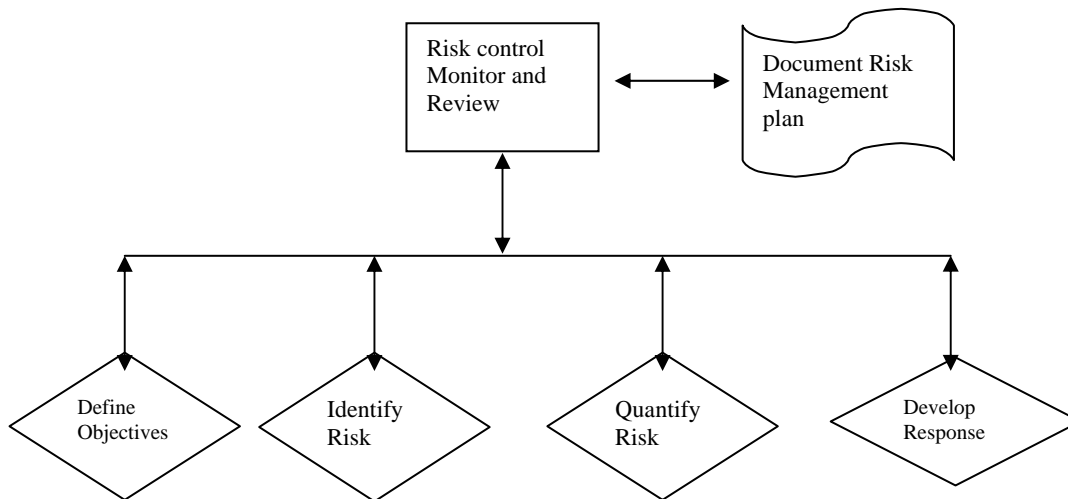 Risk control
Monitor and
Review
Document Risk
Management
plan
Define
Objectives
Identify
Risk
Quantify
Risk
Develop
Response